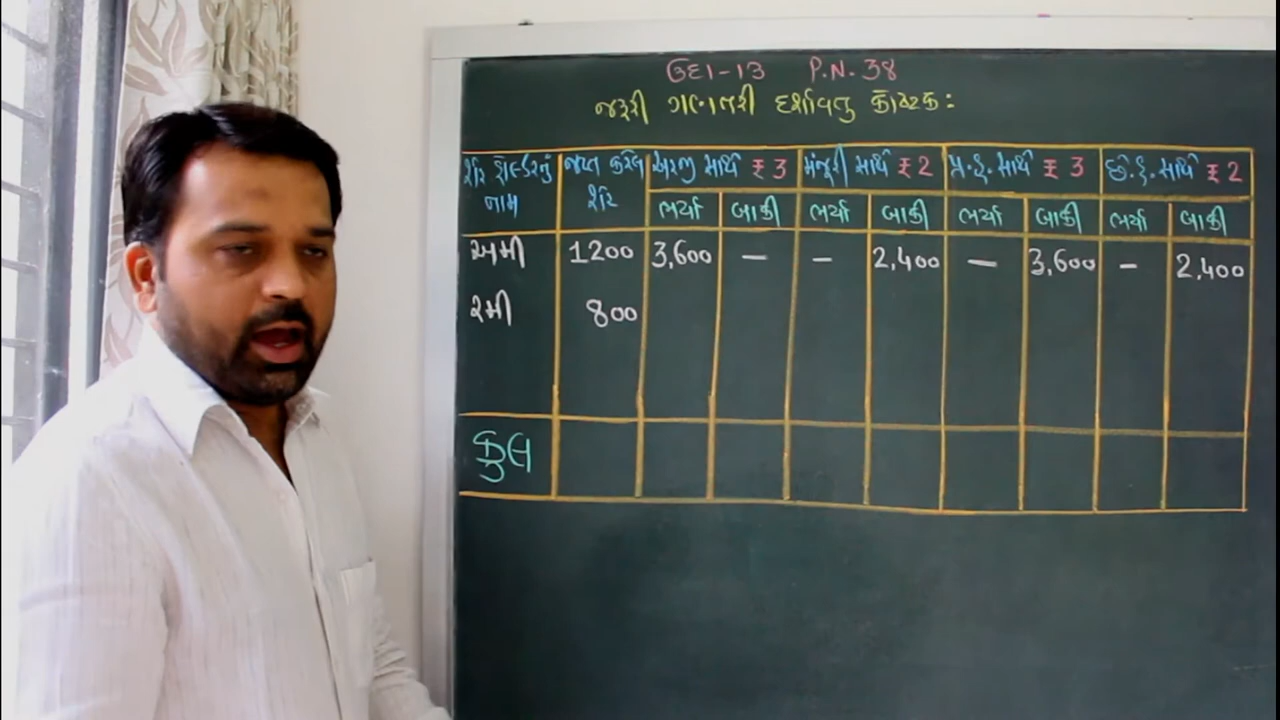 ઉદા-13 P.N. 38
જરૂરી ગણતરી દર્શાવતુ કોષ્ટક :
શેર હોલ્ડરનું નામ જપ્ત કરેલ શેર અરજી સાથે ₹ 3 મંજૂરી સાથે ₹ 2 પ્ર.હ. સાથે ₹ 3 છે.હ. સાથે ₹ 2
ભર્યા બાકી ભર્યા બાકી ભર્યા બાકી ભર્યા બાકી
અમી 1200 3,600 — — 2,400 — 3,600 — 2,400
રમી 800
કુલ